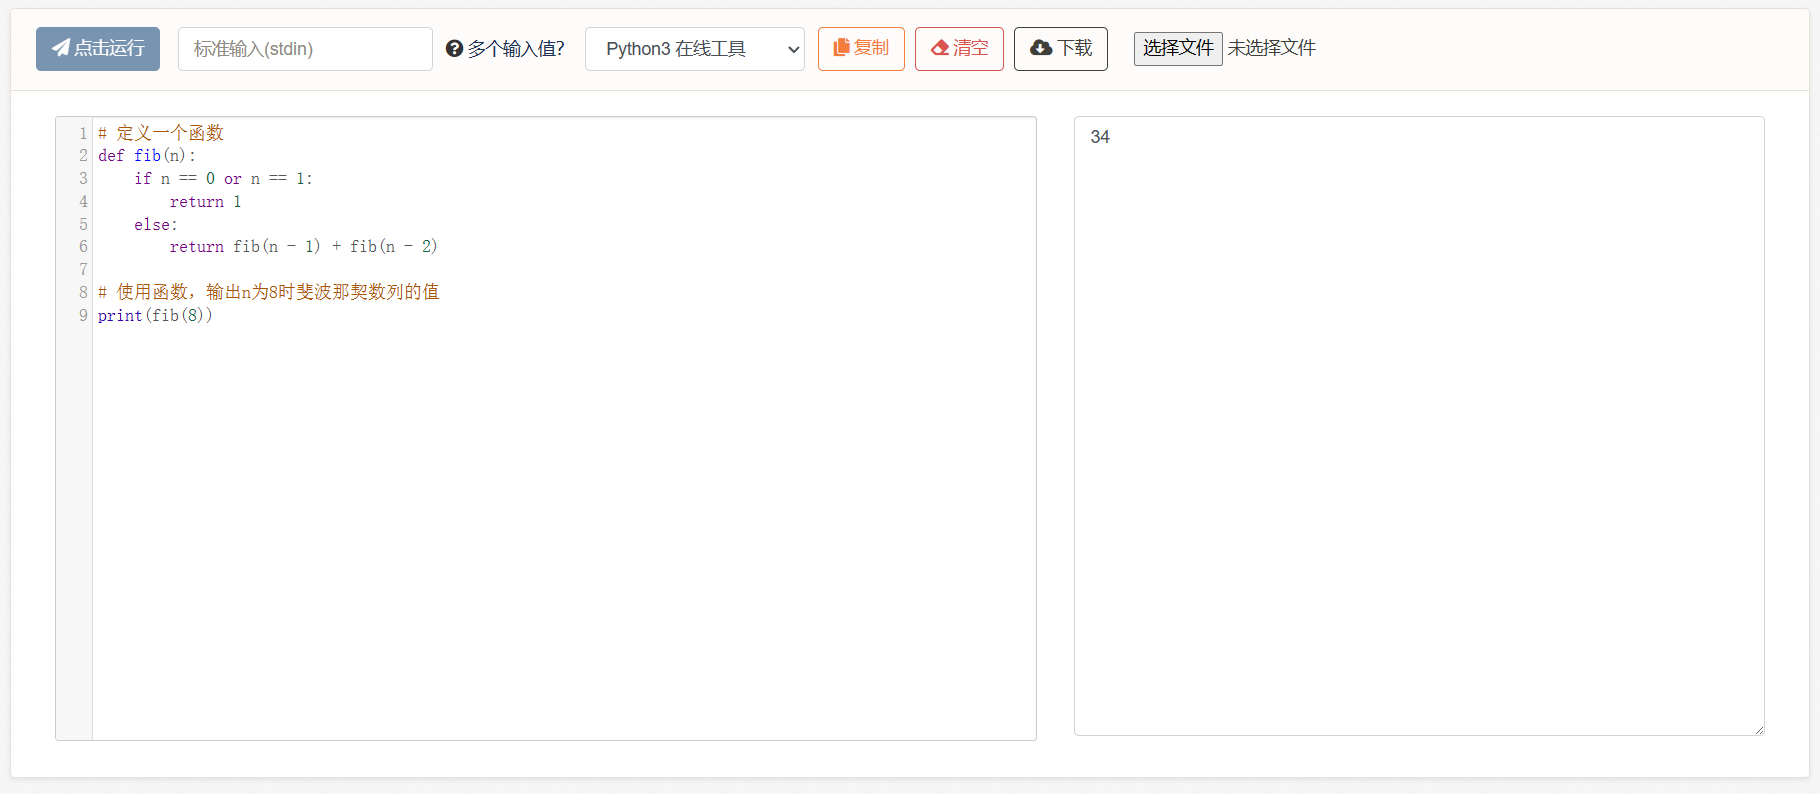 点击运行 标准输入(stdin) 多个输入值? Python3 在线工具 复制 清空 下载 选择文件 未选择文件
1 # 定义一个函数
2 def fib(n):
3     if n == 0 or n == 1:
4         return 1
5     else:
6         return fib(n - 1) + fib(n - 2)
7
8 # 使用函数，输出n为8时斐波那契数列的值
9 print(fib(8))
34